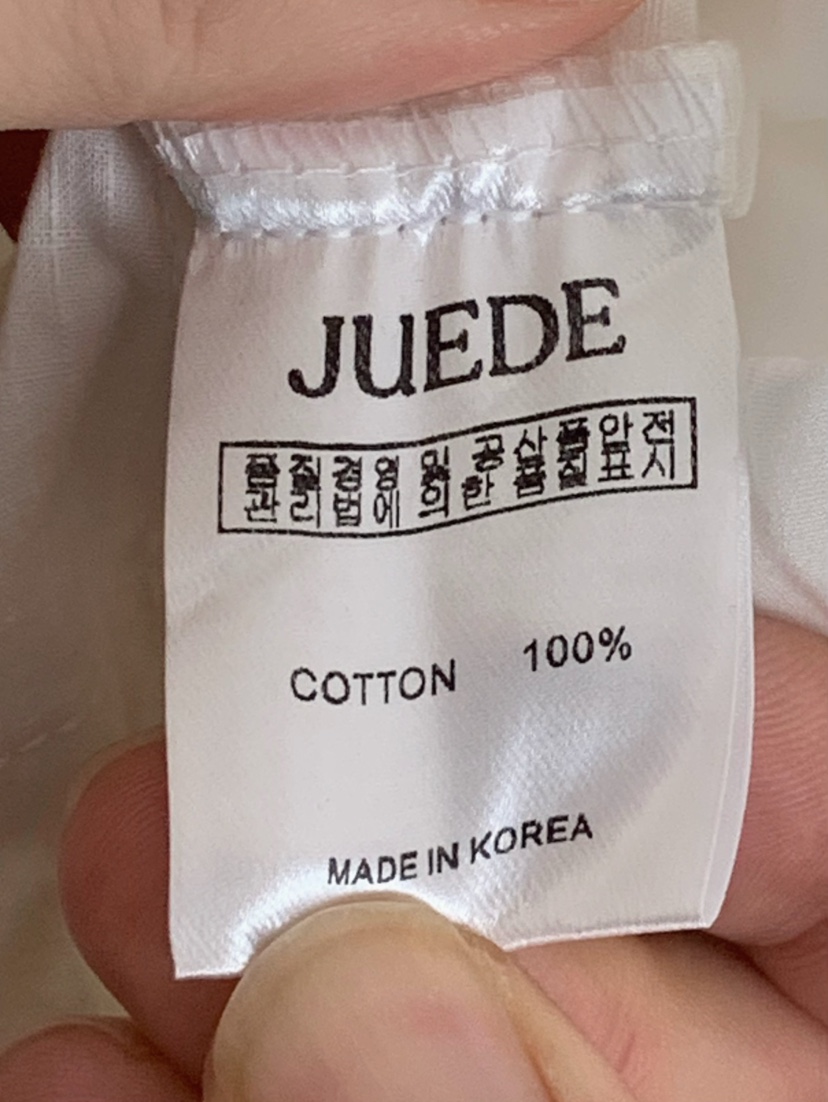 JUEDE
품질경영 및 공산품안전
관리법에 의한 품질표시
COTTON 100%
MADE IN KOREA